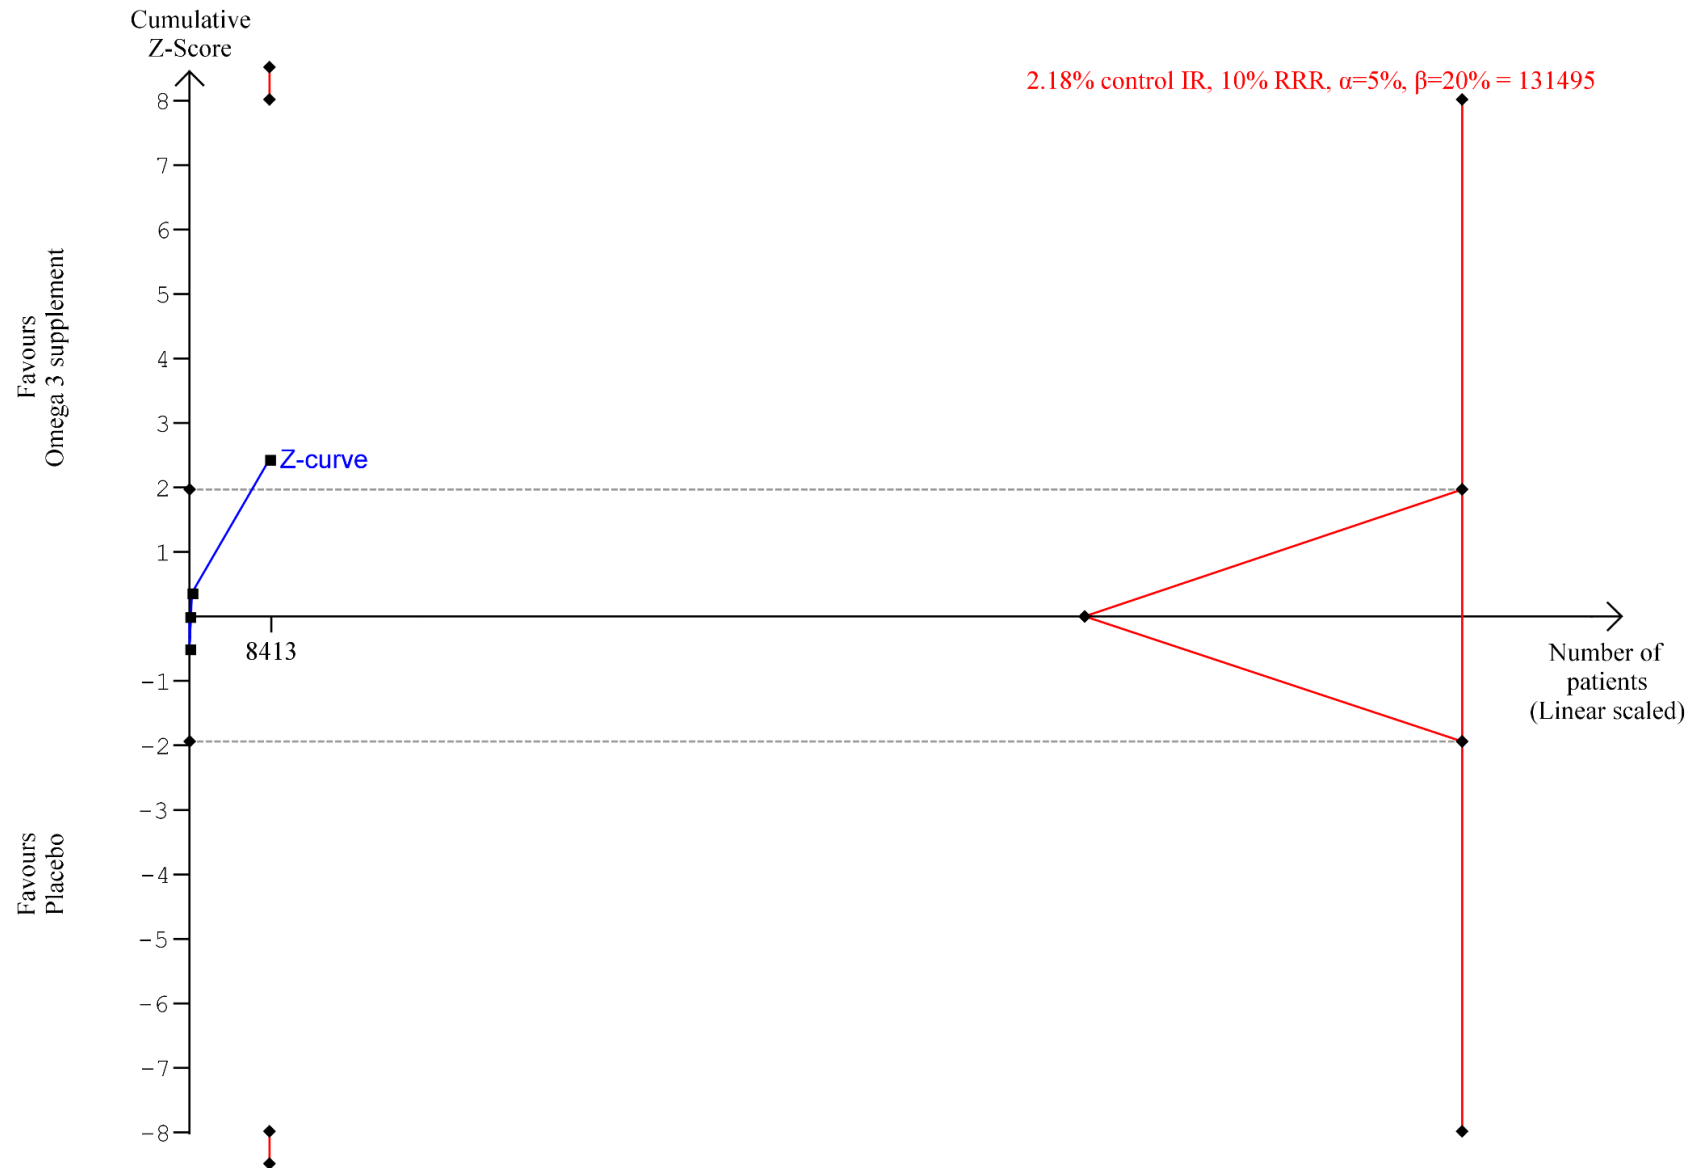 Cumulative
Z-Score
2.18% control IR, 10% RRR, α=5%, β=20% = 131495
8
7
6
5
4
3
2
1
-1
-2
-3
-4
-5
-6
-7
-8
Favours
Omega 3 supplement
Favours
Placebo
Z-curve
8413
Number of
patients
(Linear scaled)